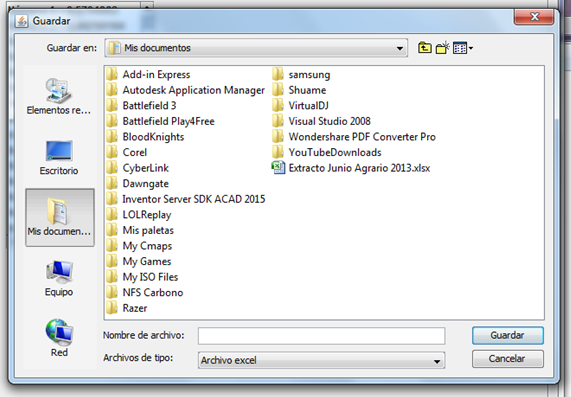 Guardar
Guardar en:
Mis documentos
Elementos re...
Escritorio
Mis documen...
Equipo
Red
Add-in Express
Autodesk Application Manager
Battlefield 3
Battlefield Play4Free
BloodKnights
Corel
CyberLink
Dawngate
Inventor Server SDK ACAD 2015
LOLReplay
Mis paletas
My Cmaps
My Games
My ISO Files
NFS Carbono
Razer
samsung
Shuame
VirtualDJ
Visual Studio 2008
Wondershare PDF Converter Pro
YouTubeDownloads
Extracto Junio Agrario 2013.xlsx
Nombre de archivo:
Guardar
Archivos de tipo:
Archivo excel
Cancelar